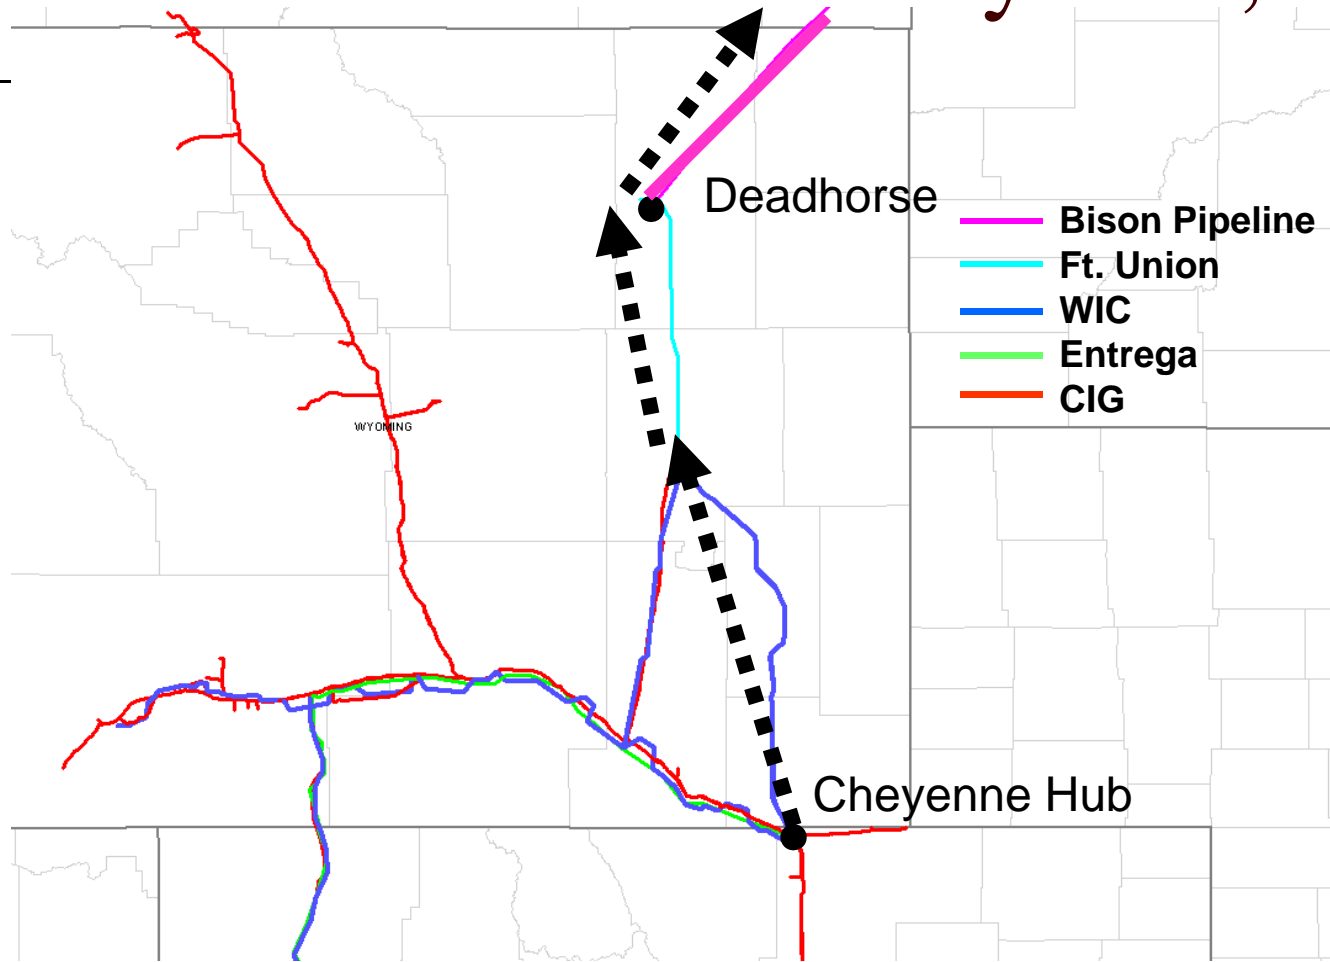 Deadhorse
Bison Pipeline
Ft. Union
WIC
Entrega
CIG
WYOMING
Cheyenne Hub